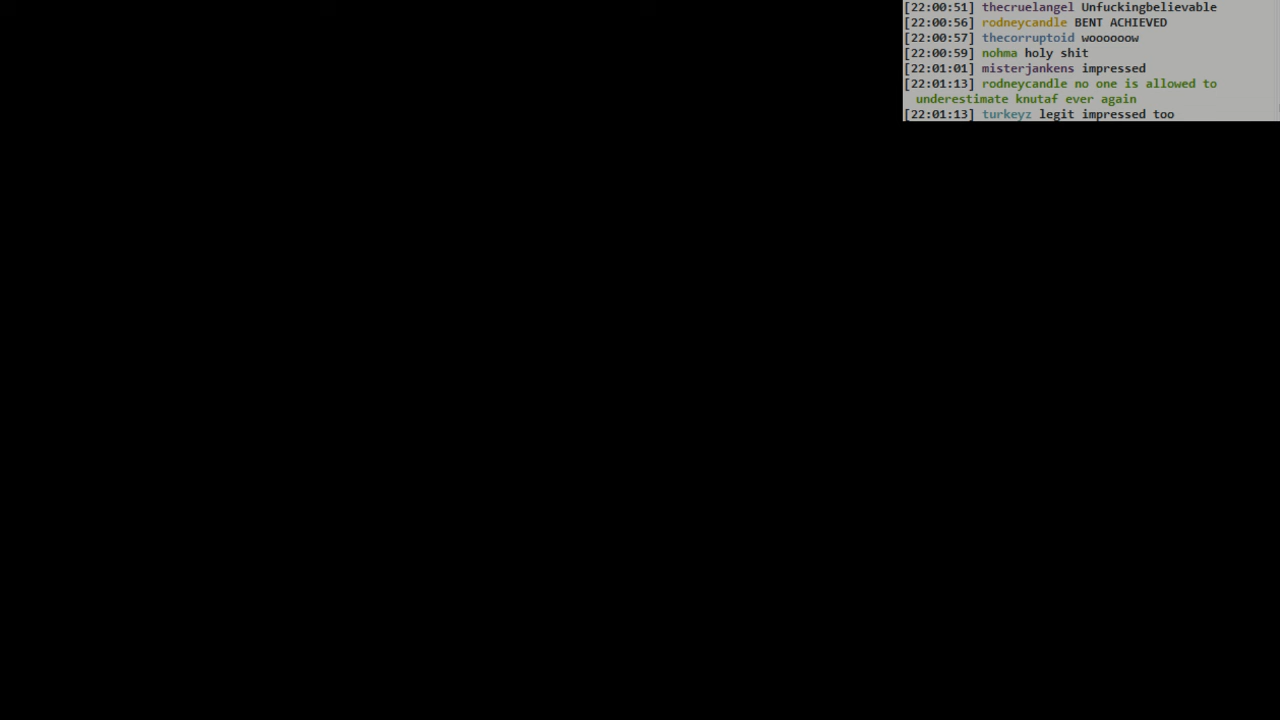 [22:00:51] thecruelangel Unfuckingbelievable
[22:00:56] rodneycandle BENT ACHIEVED
[22:00:57] thecorruptoid woooooow
[22:00:59] nohma holy shit
[22:01:01] misterjankens impressed
[22:01:13] rodneycandle no one is allowed to
underestimate knutaf ever again
[22:01:13] turkeyz legit impressed too